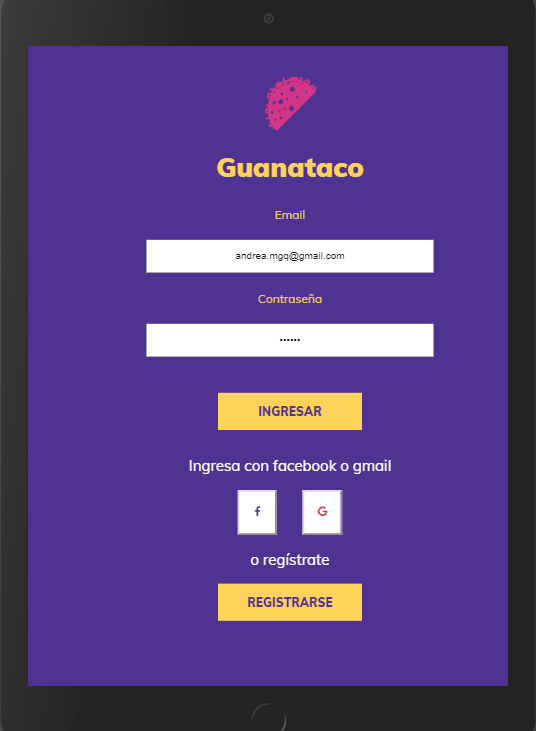 Guanataco
Email
andrea.mgq@gmail.com
Contraseña
••••••
INGRESAR
Ingresa con facebook o gmail
f G
o regístrate
REGISTRARSE